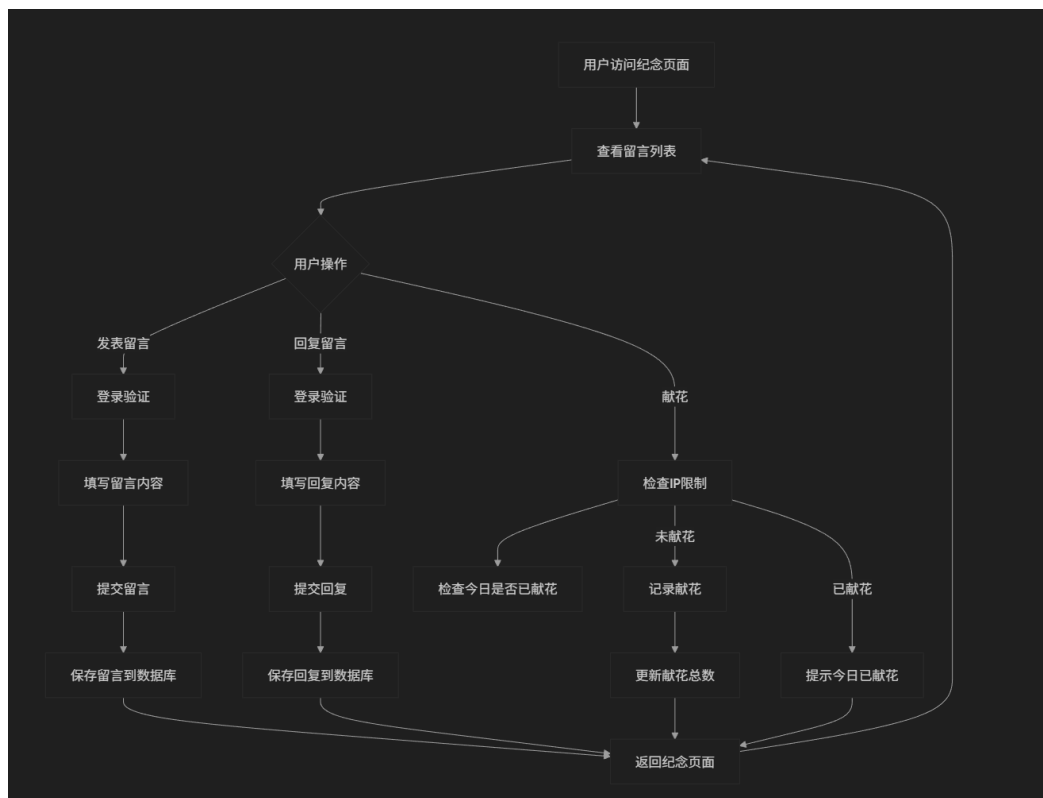 用户访问纪念页面
查看留言列表
用户操作
发表留言
回复留言
登录验证
登录验证
献花
填写留言内容
填写回复内容
检查IP限制
未献花
提交留言
提交回复
检查今日是否已献花
记录献花
已献花
保存留言到数据库
保存回复到数据库
更新献花总数
提示今日已献花
返回纪念页面